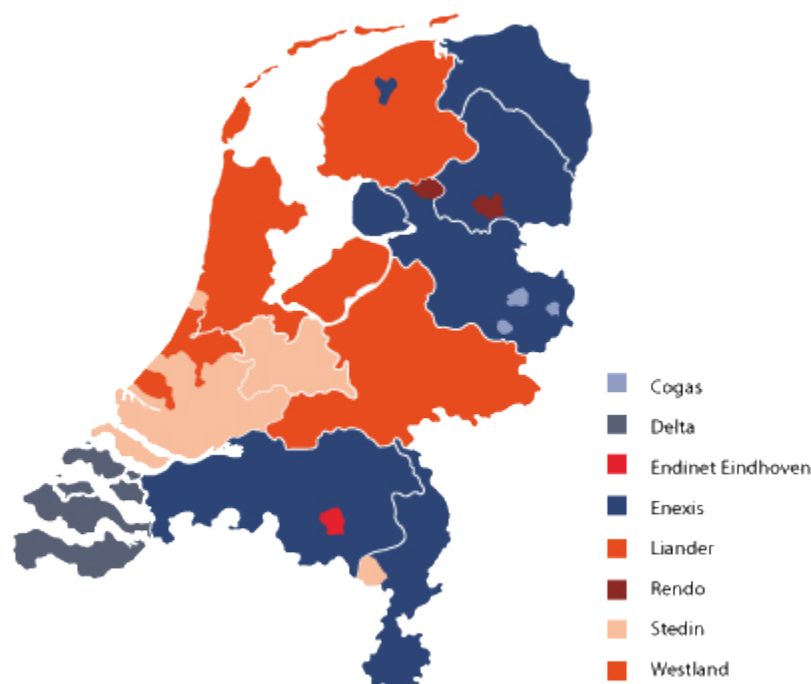 Cogas
Delta
Endinet Eindhoven
Enexis
Liander
Rendo
Stedin
Westland